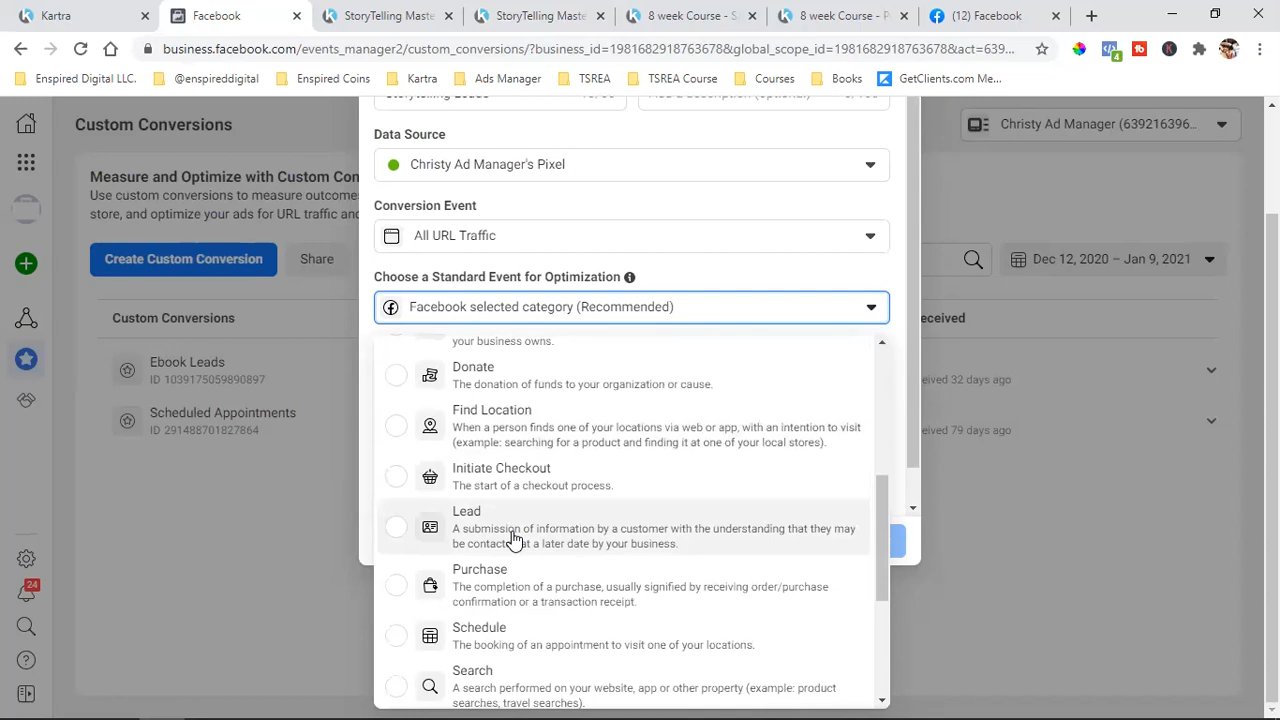 Kartra
Facebook
StoryTelling Maste
StoryTelling Maste
8 week Course - S
8 week Course - P
(12) Facebook
business.facebook.com/events_manager2/custom_conversions/?business_id=198168291876367​8&global_scope_id=1981682918763678&act=639...
4
Enspired Digital LLC.
@enspireddigital
Enspired Coins
Kartra
Ads Manager
TSREA
TSREA Course
Courses
Books
GetClients.com Me...
Custom Conversions
Christy Ad Manager (639216396...
Measure and Optimize with Custom Con
Use custom conversions to measure outcomes
store, and optimize your ads for URL traffic and
Create Custom Conversion
Share
Dec 12, 2020 – Jan 9, 2021
Custom Conversions
eceived
Ebook Leads
ID 1039175059890897
eived 32 days ago
Scheduled Appointments
ID 291488701827864
eived 79 days ago
24
Storytelling Leads
Data Source
Christy Ad Manager's Pixel
Conversion Event
All URL Traffic
Choose a Standard Event for Optimization
Facebook selected category (Recommended)
your business owns.
Donate
The donation of funds to your organization or cause.
Find Location
When a person finds one of your locations via web or app, with an intention to visit
(example: searching for a product and finding it at one of your local stores).
Initiate Checkout
The start of a checkout process.
Lead
A submission of information by a customer with the understanding that they may
be contacted at a later date by your business.
Purchase
The completion of a purchase, usually signified by receiving order/purchase
confirmation or a transaction receipt.
Schedule
The booking of an appointment to visit one of your locations.
Search
A search performed on your website, app or other property (example: product
searches, travel searches).